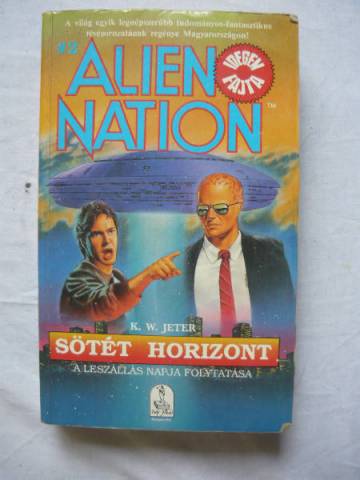 A világ egyik legnépszerűbb tudományos-fantasztikus
tévésorozatának regénye Magyarországon!
#2
ALIEN
NATION
IDEGEN
FAJTA
TM
K. W. JETER
SÖTÉT HORIZONT
A LESZÁLLÁS NAPJA FOLYTATÁSA